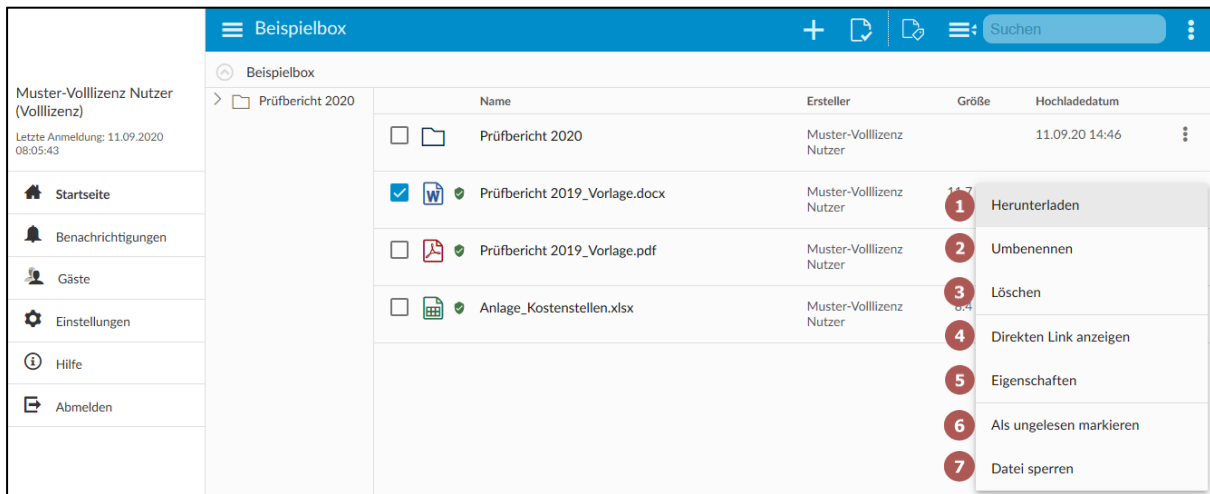 Beispielbox
Suchen
Beispielbox
Muster-Volllizenz Nutzer
(Volllizenz)
Letzte Anmeldung: 11.09.2020
08:05:43
Startseite
Benachrichtigungen
Gäste
Einstellungen
Hilfe
Abmelden
Prüfbericht 2020
Name Ersteller Größe Hochladedatum
Prüfbericht 2020 Muster-Volllizenz 11.09.20 14:46
Nutzer
Prüfbericht 2019_Vorlage.docx Muster-Volllizenz
Nutzer
Prüfbericht 2019_Vorlage.pdf Muster-Volllizenz
Nutzer
Anlage_Kostenstellen.xlsx Muster-Volllizenz
Nutzer
1 Herunterladen
2 Umbenennen
3 Löschen
4 Direkten Link anzeigen
5 Eigenschaften
6 Als ungelesen markieren
7 Datei sperren